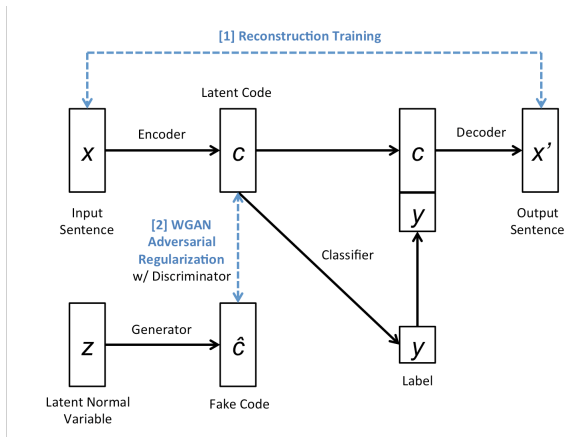 [1] Reconstruction Training
Latent Code
x
Encoder
c
c
Decoder
x’
y
Input
Sentence
Output
Sentence
[2] WGAN
Adversarial
Regularization
w/ Discriminator
Classifier
z
Generator
ĉ
y
Label
Latent Normal
Variable
Fake Code